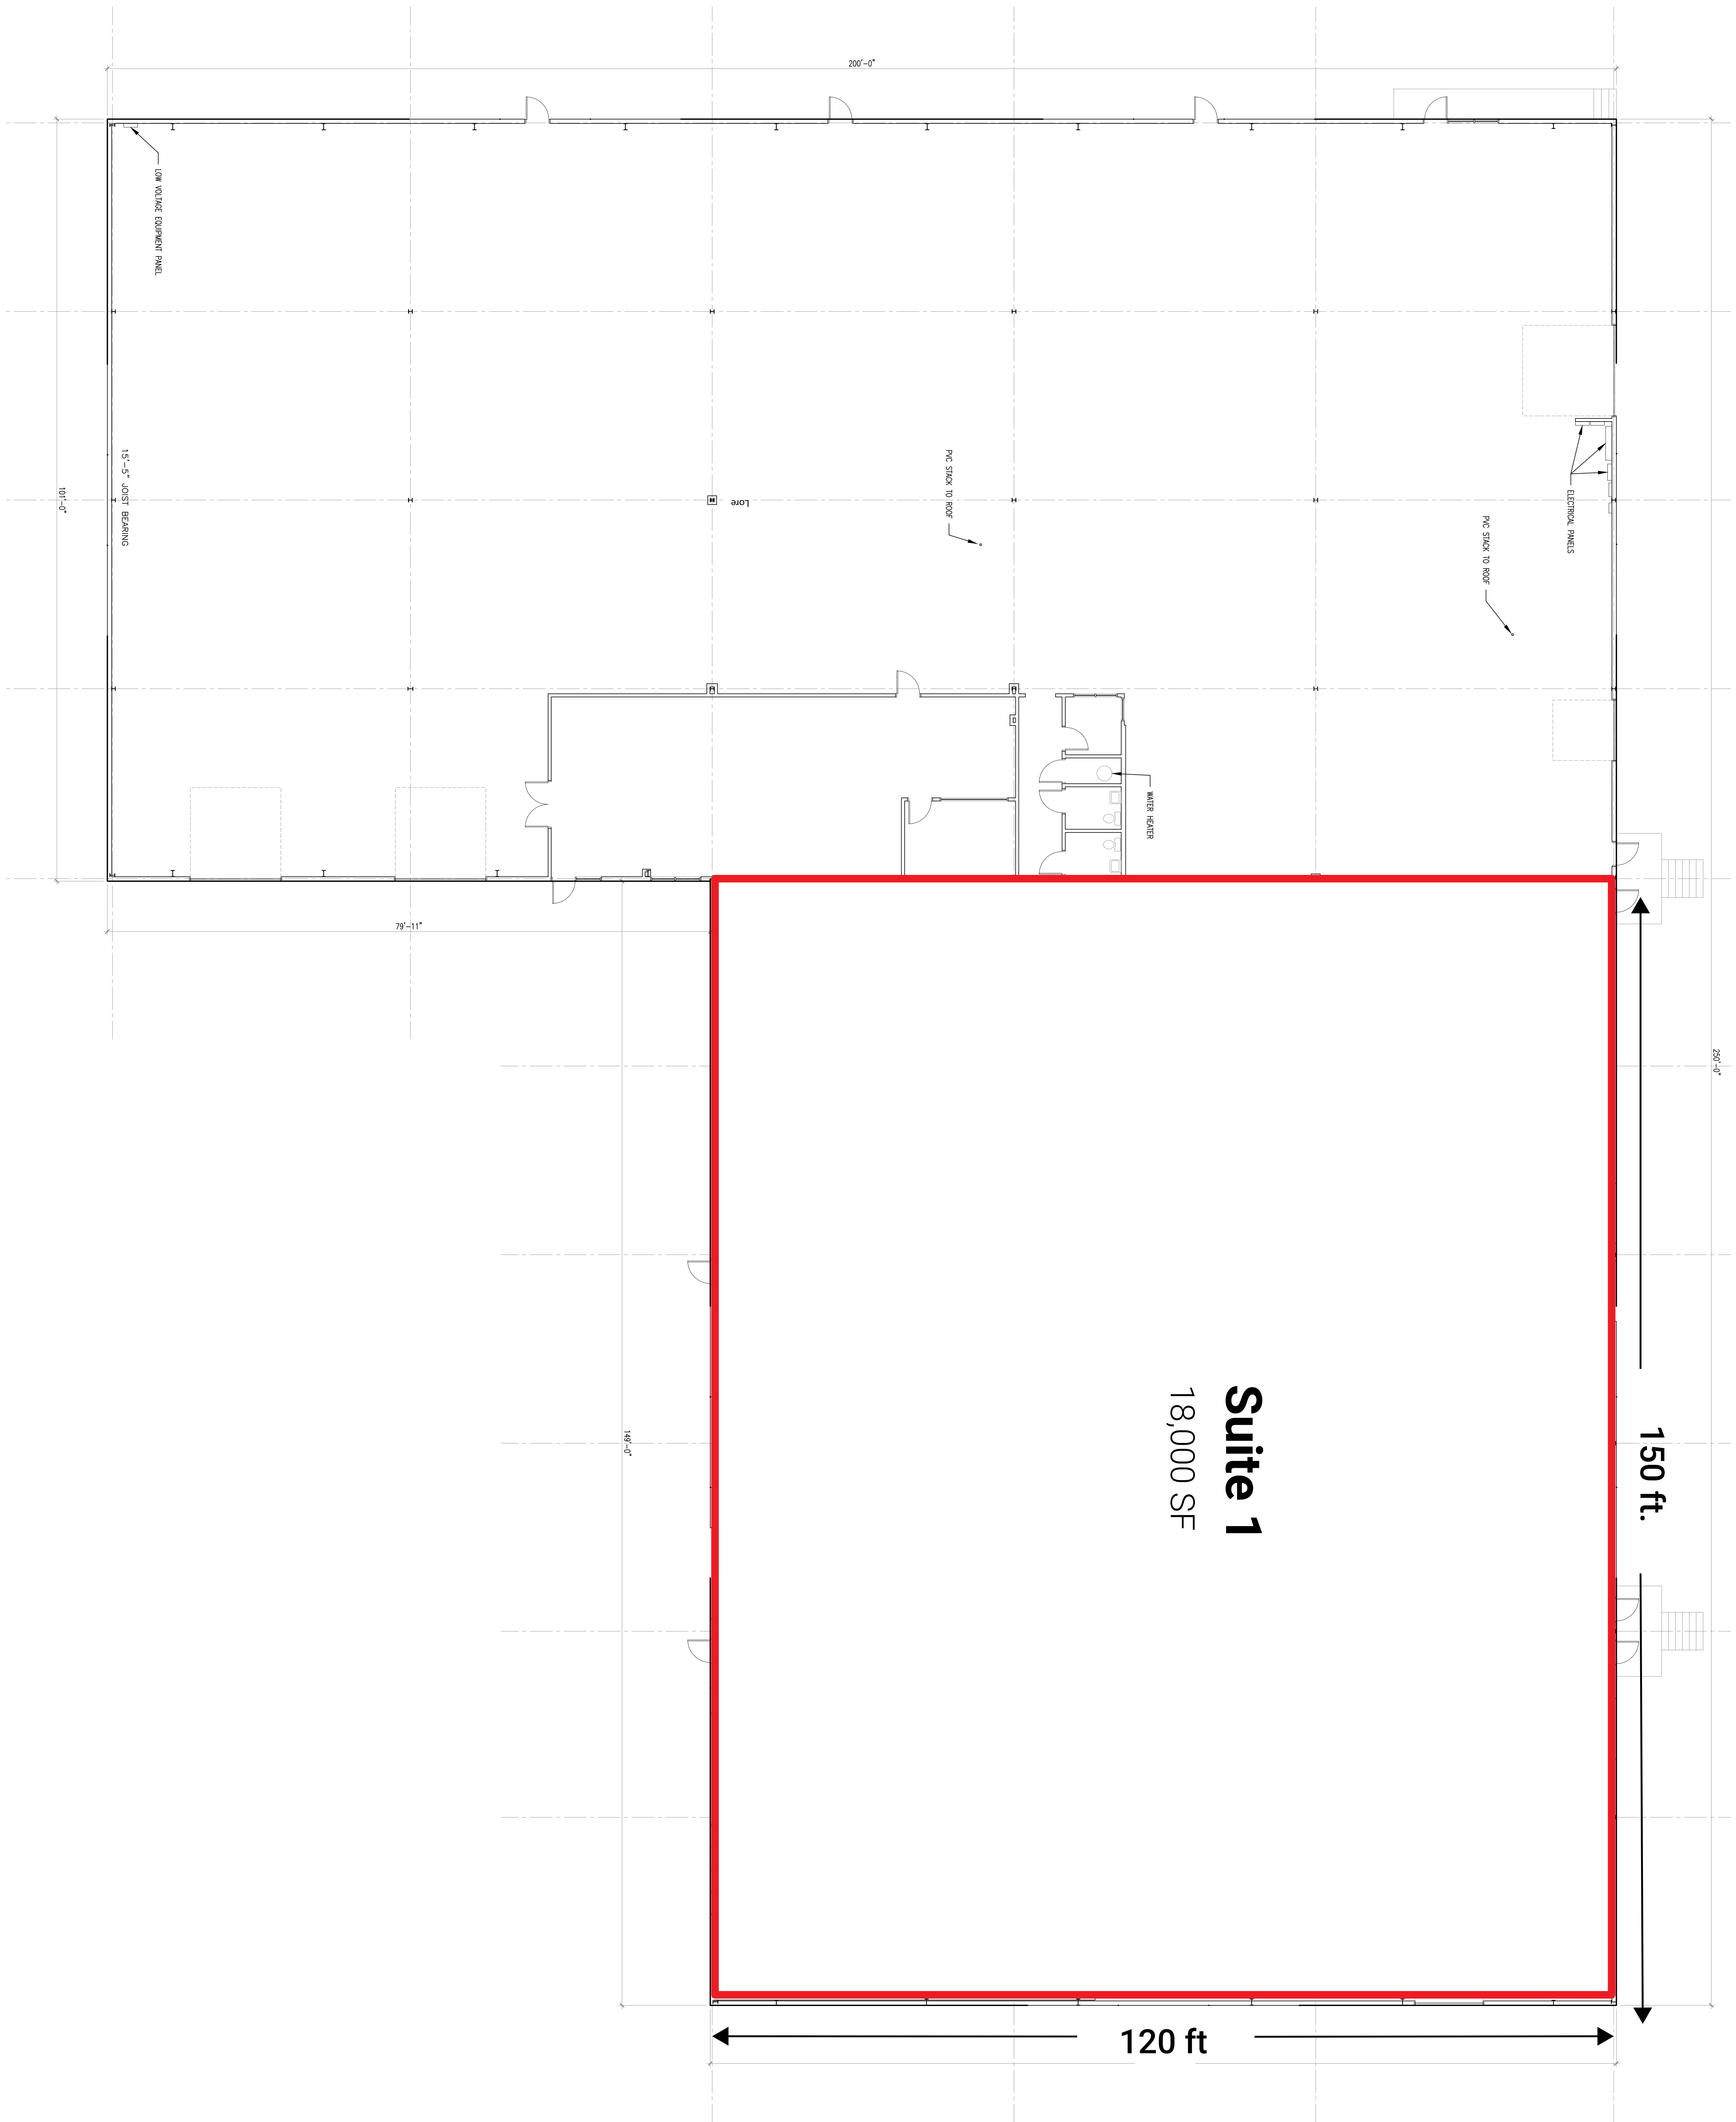 200'-0"
LOW VOLTAGE EQUIPMENT PANEL
15'-5" JOIST BEARING
101'-0"
Lore
PVC STACK TO ROOF
ELECTRICAL PANELS
PVC STACK TO ROOF
WATER HEATER
79'-11"
250'-0"
149'-0"
Suite 1
18,000 SF
150 ft.
120 ft